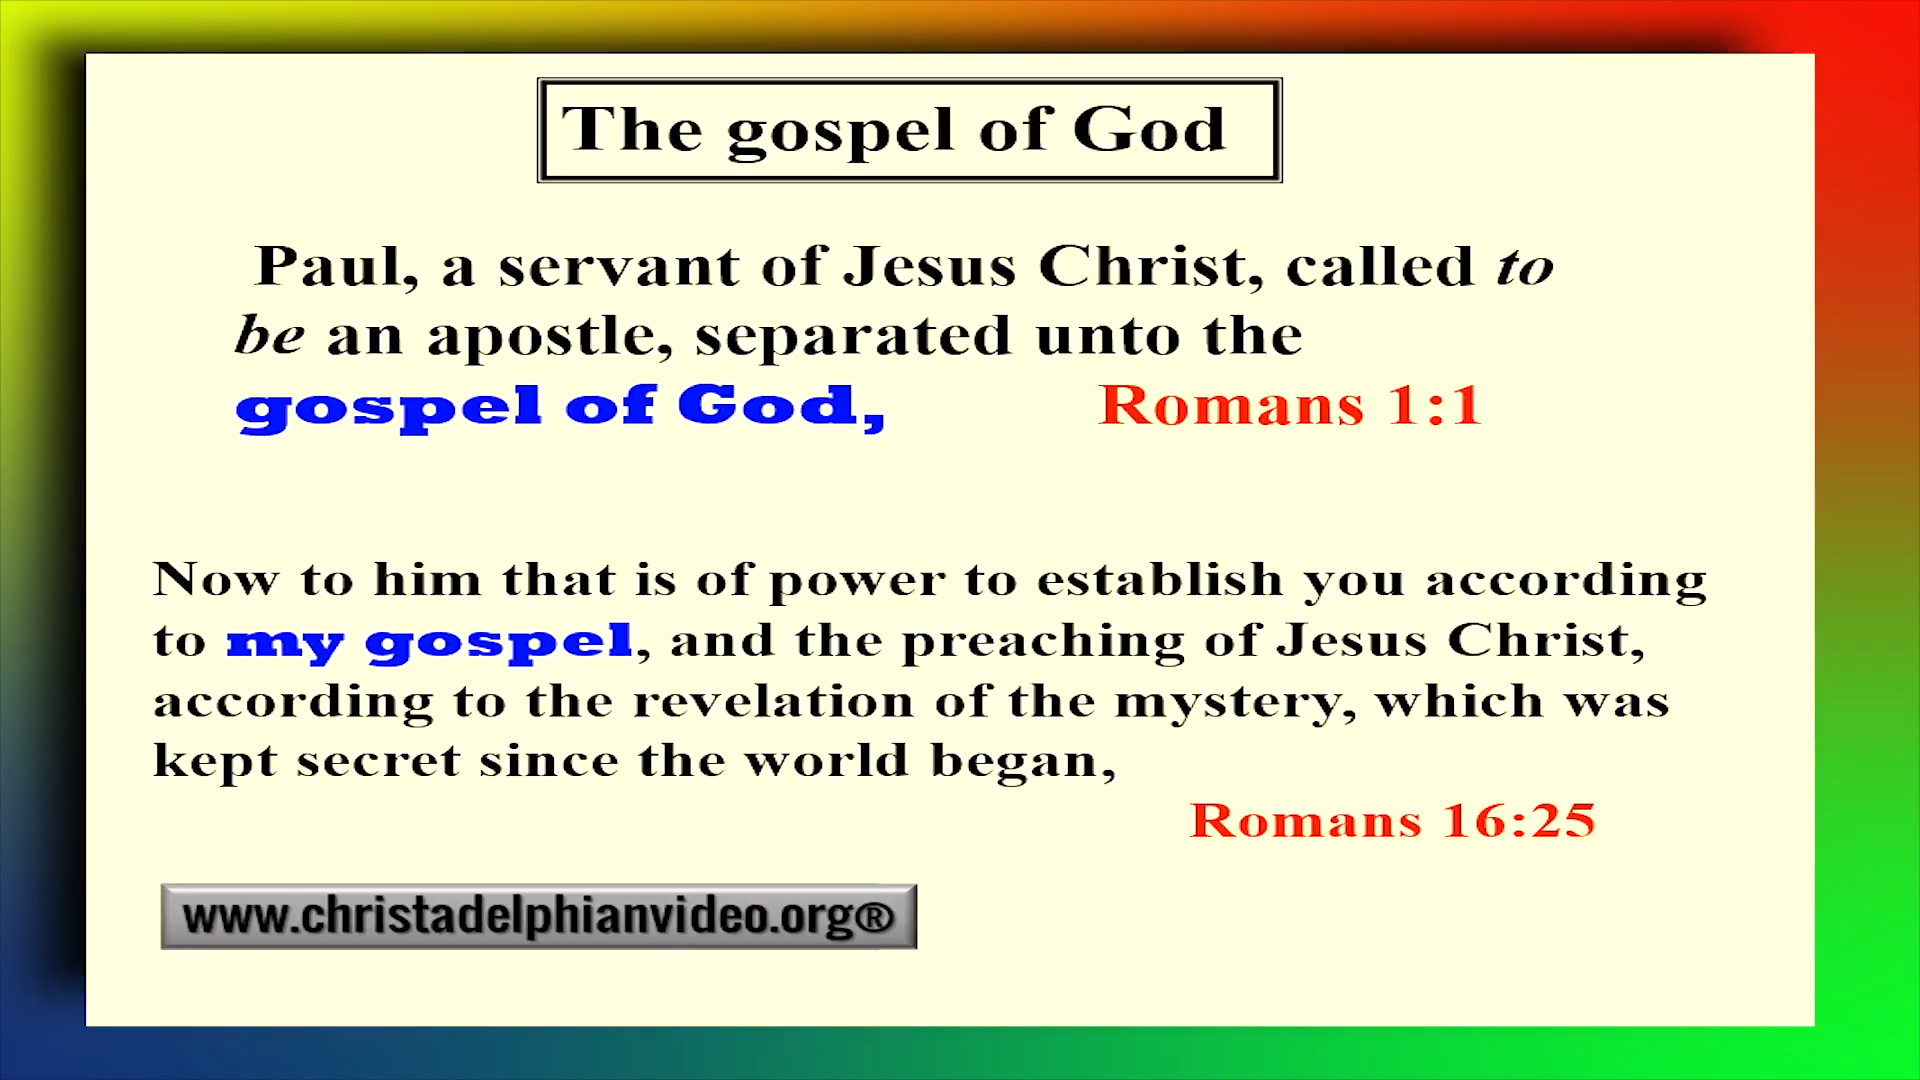 The gospel of God
Paul, a servant of Jesus Christ, called to
be an apostle, separated unto the
gospel of God, Romans 1:1
Now to him that is of power to establish you according
to my gospel, and the preaching of Jesus Christ,
according to the revelation of the mystery, which was
kept secret since the world began,
Romans 16:25
www.christadelphianvideo.org®